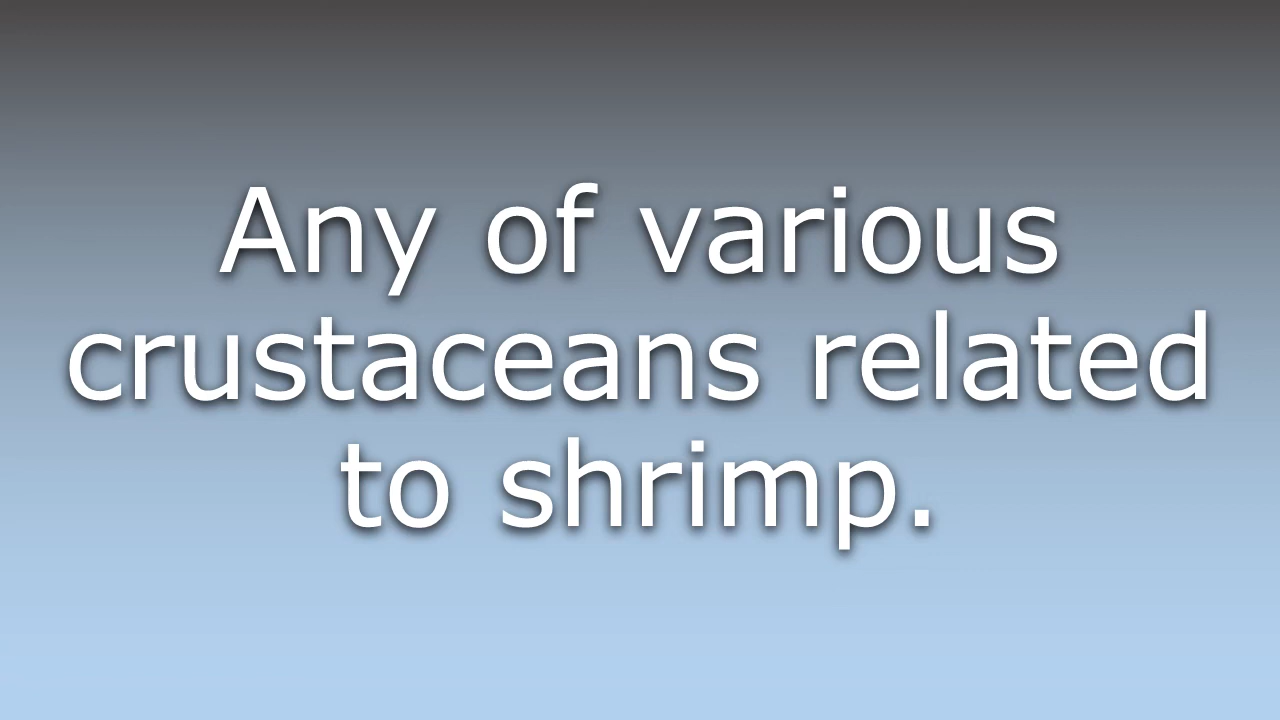 Any of various
crustaceans related
to shrimp.